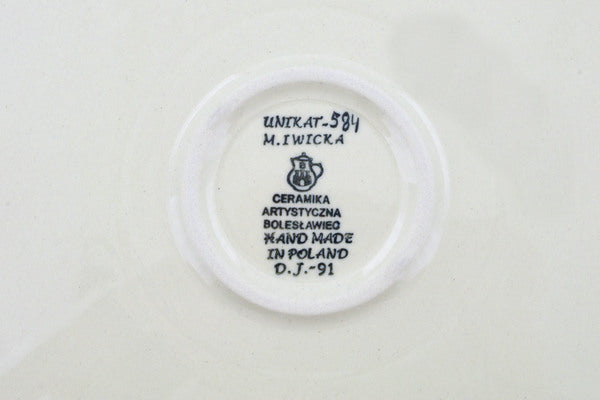 UNIKAT-584
M.IWICKA
CERAMIKA
ARTYSTYCZNA
BOLESŁAWIEC
HAND MADE
IN POLAND
D.J.-91